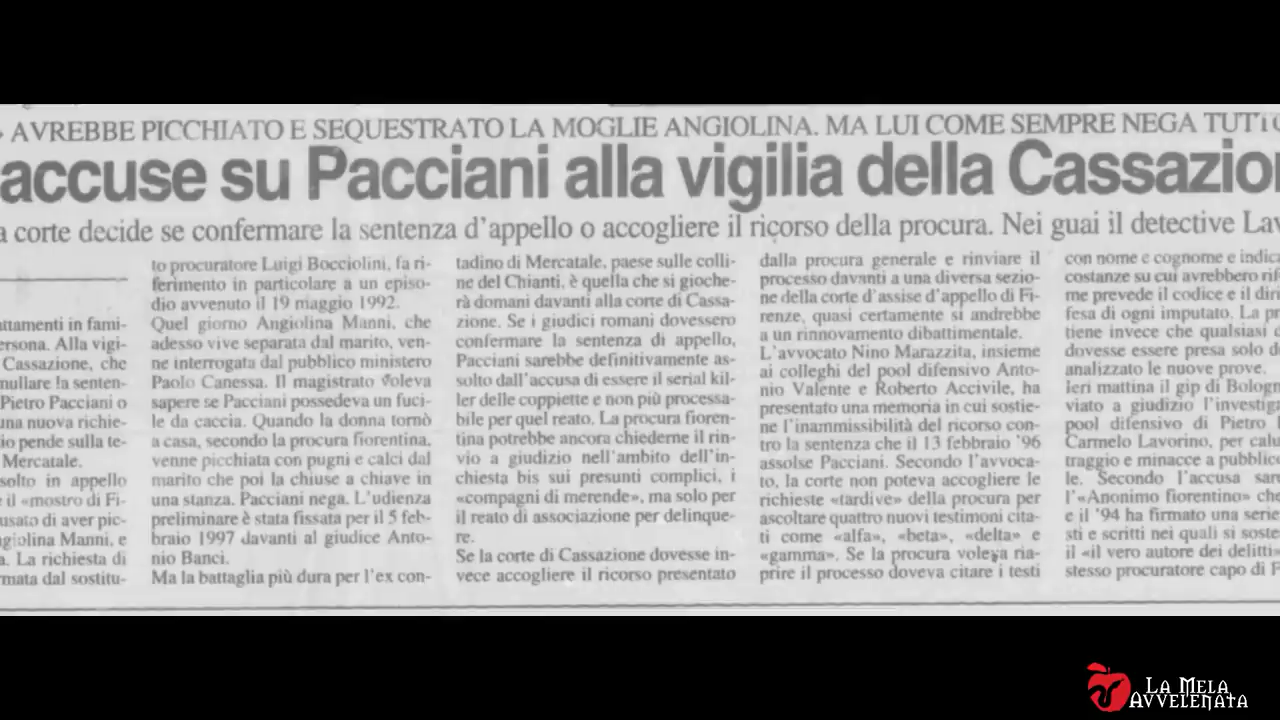 AVREBBE PICCHIATO E SEQUESTRATO LA MOGLIE ANGIOLINA. MA LUI COME SEMPRE NEGA
accuse su Pacciani alla vigilia della Cassazio
a corte decide se confermare la sentenza d'appello o accogliere il ricorso della procura. Nei guai il detective Lav
attamenti in fami-
ersona. Alla vigi-
Cassazione, che
nullare la senten-
Pietro Pacciani o
una nuova richie-
io pende sulla te-
Mercatale.
solto in appello
e il «mostro di Fi-
usato di aver pic-
ngiolina Manni, e
a. La richiesta di
rmata dal sostitu-
to procuratore Luigi Bocciolini, fa ri-
ferimento in particolare a un episo-
dio avvenuto il 19 maggio 1992.
Quel giorno Angiolina Manni, che
adesso vive separata dal marito, ven-
ne interrogata dal pubblico ministero
Paolo Canessa. Il magistrato voleva
sapere se Pacciani possedeva un fuci-
le da caccia. Quando la donna tornò
a casa, secondo la procura fiorentina,
venne picchiata con pugni e calci dal
marito che poi la chiuse a chiave in
una stanza. Pacciani nega. L'udienza
preliminare è stata fissata per il 5 feb-
braio 1997 davanti al giudice Anto-
nio Banci.
Ma la battaglia più dura per l'ex con-
tadino di Mercatale, paese sulle colli-
ne del Chianti, è quella che si gioche-
rà domani davanti alla corte di Cassa-
zione. Se i giudici romani dovessero
confermare la sentenza di appello,
Pacciani sarebbe definitivamente as-
solto dall'accusa di essere il serial kil-
ler delle coppiette e non più processa-
bile per quel reato. La procura fioren-
tina potrebbe ancora chiederne il rin-
vio a giudizio nell'ambito dell'in-
chiesta bis sui presunti complici, i
«compagni di merende», ma solo per
il reato di associazione per delinque-
re.
Se la corte di Cassazione dovesse in-
vece accogliere il ricorso presentato
dalla procura generale e rinviare il
processo davanti a una diversa sezio-
ne della corte d'assise d'appello di Fi-
renze, quasi certamente si andrebbe
a un rinnovamento dibattimentale.
L'avvocato Nino Marazzita, insieme
ai colleghi del pool difensivo Anto-
nio Valente e Roberto Accivile, ha
presentato una memoria in cui sostie-
ne l'inammissibilità del ricorso con-
tro la sentenza che il 13 febbraio '96
assolse Pacciani. Secondo l'avvoca-
to, la corte non poteva accogliere le
richieste «tardive» della procura per
ascoltare quattro nuovi testimoni cita-
ti come «alfa», «beta», «delta» e
«gamma». Se la procura voleva ria-
prire il processo doveva citare i testi
con nome e cognome e indica
costanze su cui avrebbero rife
me prevede il codice e il diri
fesa di ogni imputato. La pr
tiene invece che qualsiasi d
dovesse essere presa solo d
analizzato le nuove prove.
Ieri mattina il gip di Bologn
viato a giudizio l'investig
pool difensivo di Pietro
Carmelo Lavorino, per calu
traggio e minacce a pubblic
le. Secondo l'accusa sare
l'«Anonimo fiorentino» che
e il '94 ha firmato una serie
sti e scritti nei quali si soste
il «il vero autore dei delitti»
stesso procuratore capo di F
LA MELA
AVVELENATA